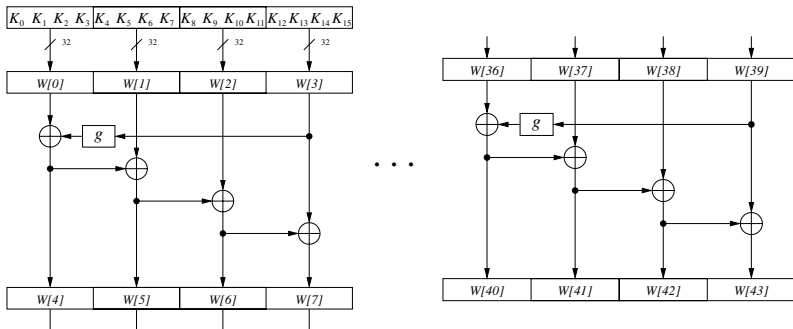 K₀ K₁ K₂ K₃ K₄ K₅ K₆ K₇ K₈ K₉ K₁₀ K₁₁ K₁₂ K₁₃ K₁₄ K₁₅
32 32 32 32
W[0] W[1] W[2] W[3]
g
W[4] W[5] W[6] W[7]
. . .
W[36] W[37] W[38] W[39]
g
W[40] W[41] W[42] W[43]